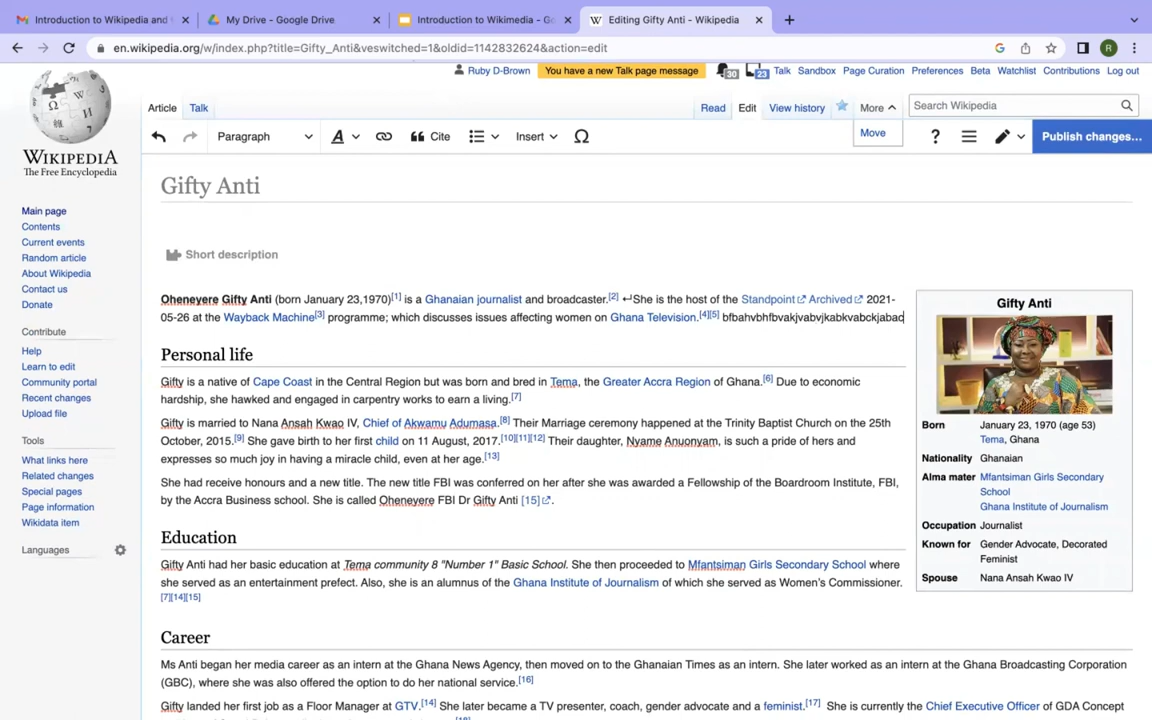 Introduction to Wikipedia and
My Drive - Google Drive
Introduction to Wikimedia - Go
Editing Gifty Anti - Wikipedia
en.wikipedia.org/w/index.php?title=Gifty_Anti&veswitched=1&oldid=1142832624&action=edit
R
Ruby D-Brown
You have a new Talk page message
30
23
Talk
Sandbox
Page Curation
Preferences
Beta
Watchlist
Contributions
Log out
Article
Talk
Read
Edit
View history
More
Search Wikipedia
Move
Paragraph
A
Cite
Insert
Ω
?
Publish changes...
WIKIPEDIA
The Free Encyclopedia
Main page
Contents
Current events
Random article
About Wikipedia
Contact us
Donate
Contribute
Help
Learn to edit
Community portal
Recent changes
Upload file
Tools
What links here
Related changes
Special pages
Page information
Wikidata item
Languages
Gifty Anti
Short description
Oheneyere Gifty Anti (born January 23,1970)[1] is a Ghanaian journalist and broadcaster.[2] ↵She is the host of the Standpoint Archived 2021-
05-26 at the Wayback Machine[3] programme; which discusses issues affecting women on Ghana Television.[4][5] bfbahvbhfbvakjvabvjkabkvabckjabad
Personal life
Gifty is a native of Cape Coast in the Central Region but was born and bred in Tema, the Greater Accra Region of Ghana.[6] Due to economic
hardship, she hawked and engaged in carpentry works to earn a living.[7]
Gifty is married to Nana Ansah Kwao IV, Chief of Akwamu Adumasa.[8] Their Marriage ceremony happened at the Trinity Baptist Church on the 25th
October, 2015.[9] She gave birth to her first child on 11 August, 2017.[10][11][12] Their daughter, Nyame Anuonyam, is such a pride of hers and
expresses so much joy in having a miracle child, even at her age.[13]
She had receive honours and a new title. The new title FBI was conferred on her after she was awarded a Fellowship of the Boardroom Institute, FBI,
by the Accra Business school. She is called Oheneyere FBI Dr Gifty Anti [15].
Education
Gifty Anti had her basic education at Tema community 8 "Number 1" Basic School. She then proceeded to Mfantsiman Girls Secondary School where
she served as an entertainment prefect. Also, she is an alumnus of the Ghana Institute of Journalism of which she served as Women's Commissioner.
[7][14][15]
Career
Ms Anti began her media career as an intern at the Ghana News Agency, then moved on to the Ghanaian Times as an intern. She later worked as an intern at the Ghana Broadcasting Corporation
(GBC), where she was also offered the option to do her national service.[16]
Gifty landed her first job as a Floor Manager at GTV.[14] She later became a TV presenter, coach, gender advocate and a feminist.[17] She is currently the Chief Executive Officer of GDA Concept
Gifty Anti
Born January 23, 1970 (age 53)
Tema, Ghana
Nationality Ghanaian
Alma mater Mfantsiman Girls Secondary
School
Ghana Institute of Journalism
Occupation Journalist
Known for Gender Advocate, Decorated
Feminist
Spouse Nana Ansah Kwao IV